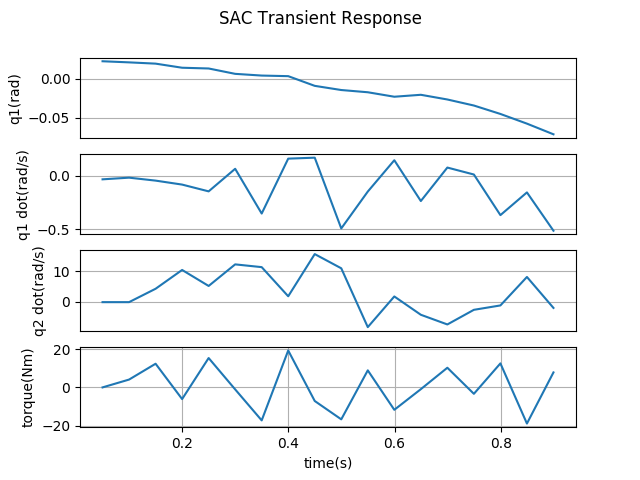 SAC Transient Response
q1(rad)
0.00
−0.05
q1 dot(rad/s)
0.0
−0.5
q2 dot(rad/s)
10
0
torque(Nm)
20
0
−20
0.2 0.4 0.6 0.8
time(s)